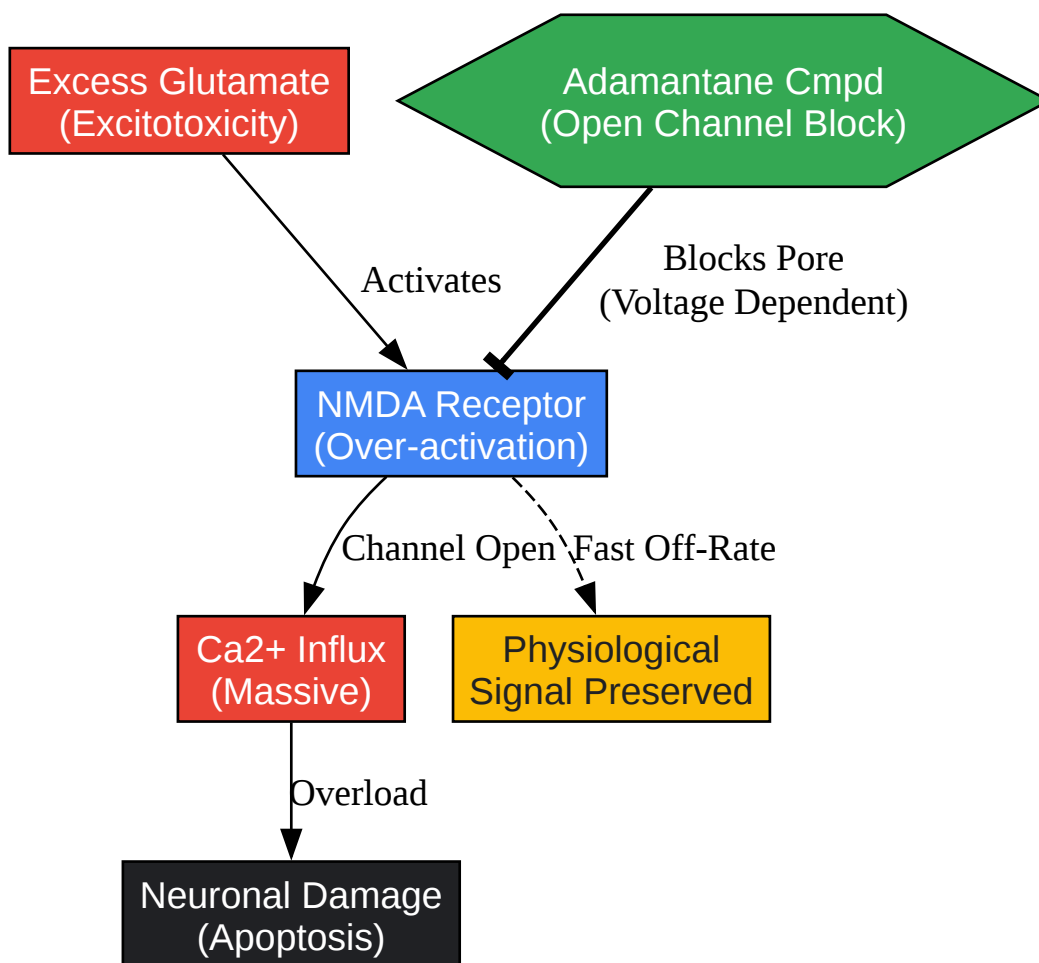 Excess Glutamate
(Excitotoxicity)
Adamantane Cmpd
(Open Channel Block)
Activates
Blocks Pore
(Voltage Dependent)
NMDA Receptor
(Over-activation)
Channel Open
Fast Off-Rate
Ca2+ Influx
(Massive)
Physiological
Signal Preserved
Overload
Neuronal Damage
(Apoptosis)